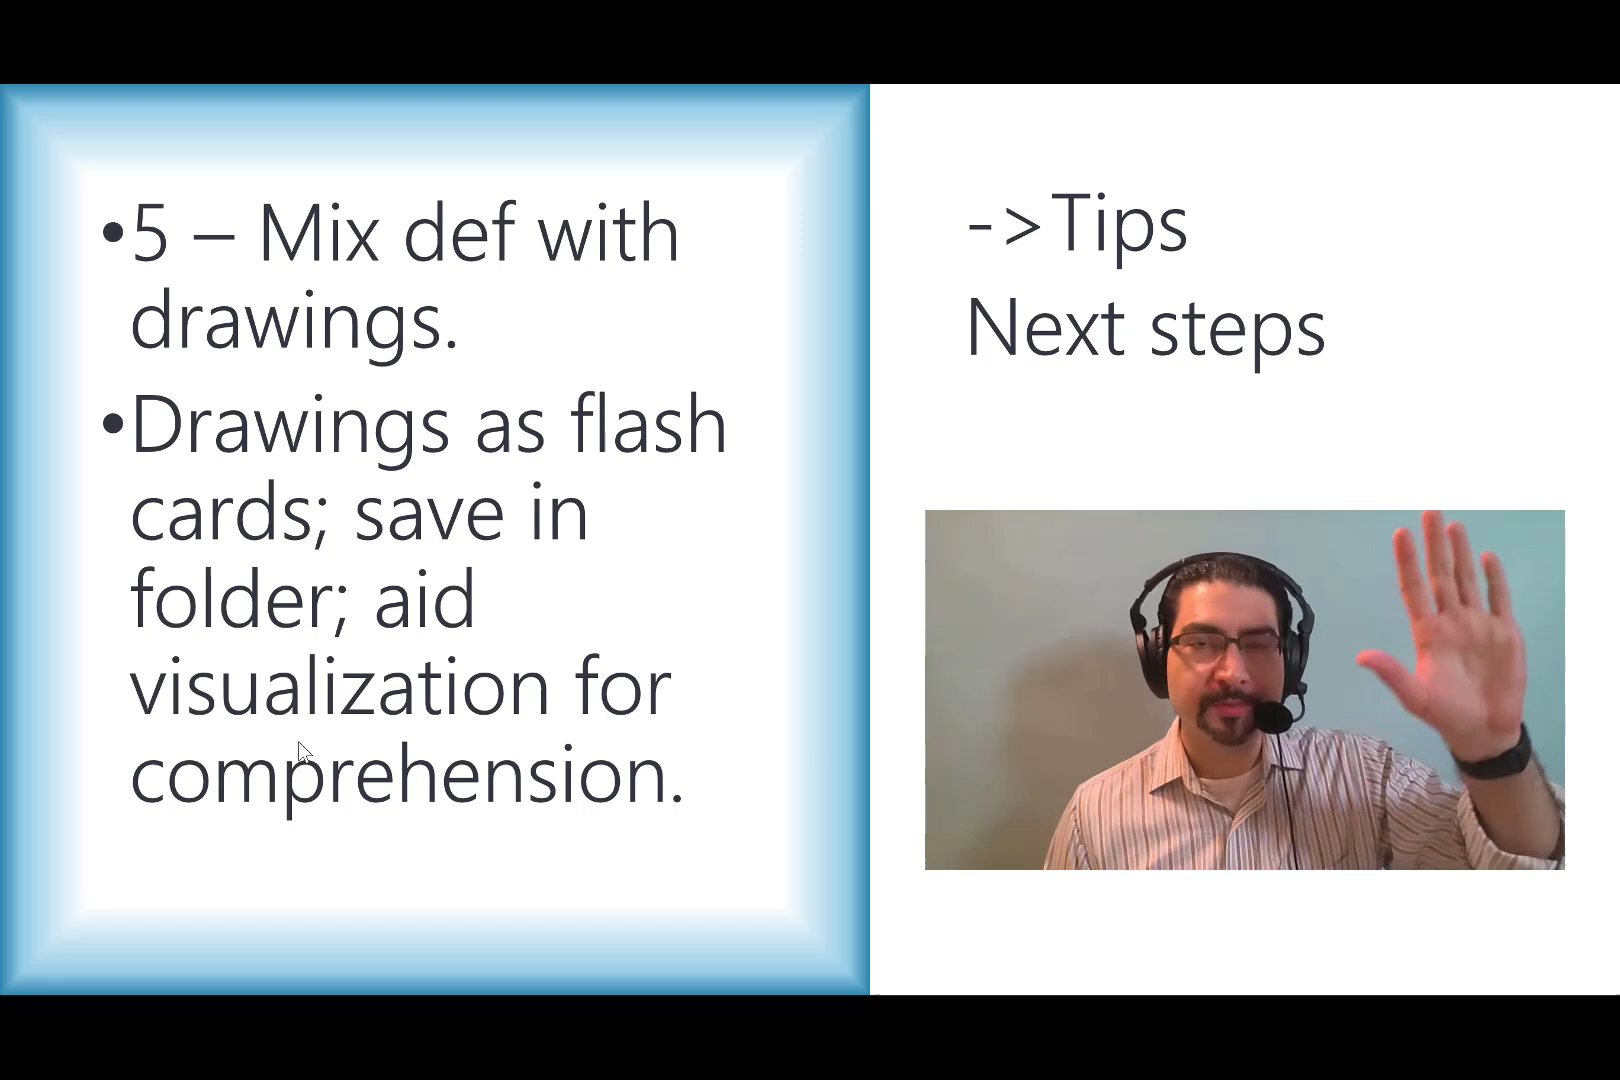 •5 – Mix def with
drawings.
•Drawings as flash
cards; save in
folder; aid
visualization for
comprehension.
->Tips
Next steps